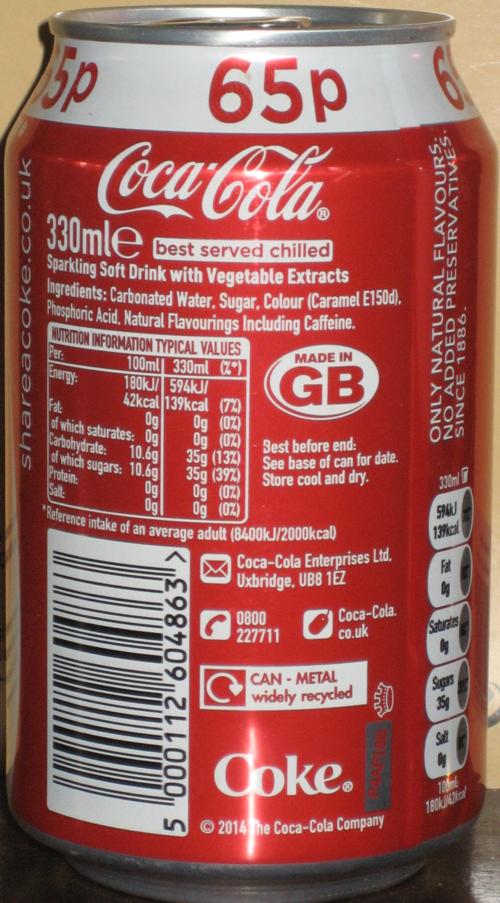 5p
65p
6
Coca-Cola®
330ml℮ best served chilled
Sparkling Soft Drink with Vegetable Extracts
Ingredients: Carbonated Water, Sugar, Colour (Caramel E150d),
Phosphoric Acid, Natural Flavourings Including Caffeine.
NUTRITION INFORMATION TYPICAL VALUES
Per: 100ml 330ml (%*)
Energy: 180kJ/ 594kJ/
42kcal 139kcal (7%)
Fat: 0g 0g (0%)
of which saturates: 0g 0g (0%)
Carbohydrate: 10.6g 35g (13%)
of which sugars: 10.6g 35g (39%)
Protein: 0g 0g (0%)
Salt: 0g 0g (0%)
*Reference intake of an average adult (8400kJ/2000kcal)
MADE IN
GB
Best before end:
See base of can for date.
Store cool and dry.
Coca-Cola Enterprises Ltd,
Uxbridge, UB8 1EZ
0800
227711
Coca-Cola.
co.uk
CAN - METAL
widely recycled
Coke®
© 2014 The Coca-Cola Company
5 000112 604863 >
shareacoke.co.uk
ONLY NATURAL FLAVOURS.
NO ADDED PRESERVATIVES.
SINCE 1886.
330ml
594kJ
139kcal
Fat
0g
Saturates
0g
Sugars
35g
Salt
0g
100ml:
180kJ/42kcal